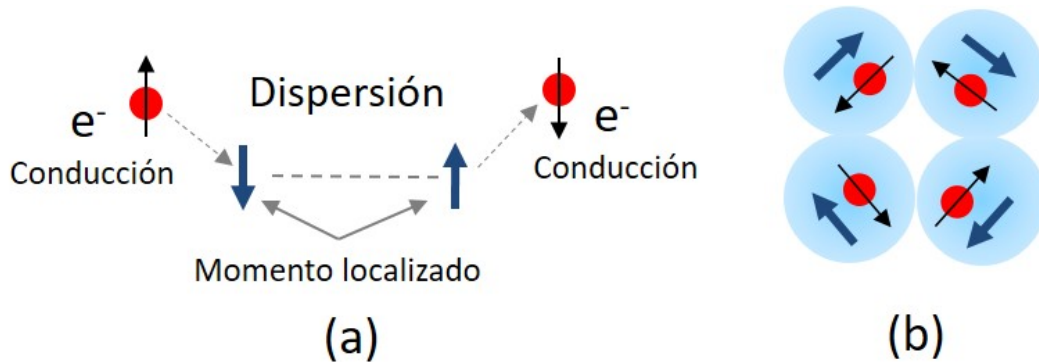 Dispersión
e-
Conducción
e-
Conducción
Momento localizado
(a)
(b)